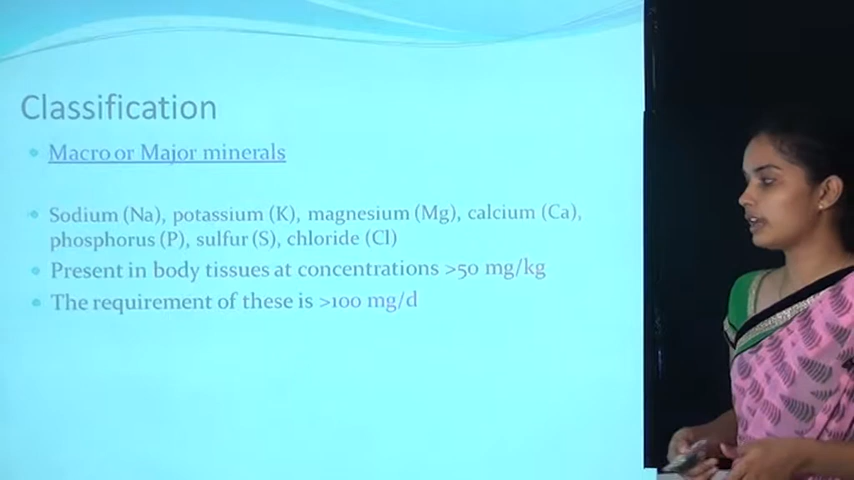 Classification
Macro or Major minerals
Sodium (Na), potassium (K), magnesium (Mg), calcium (Ca),
phosphorus (P), sulfur (S), chloride (Cl)
Present in body tissues at concentrations >50 mg/kg
The requirement of these is >100 mg/d